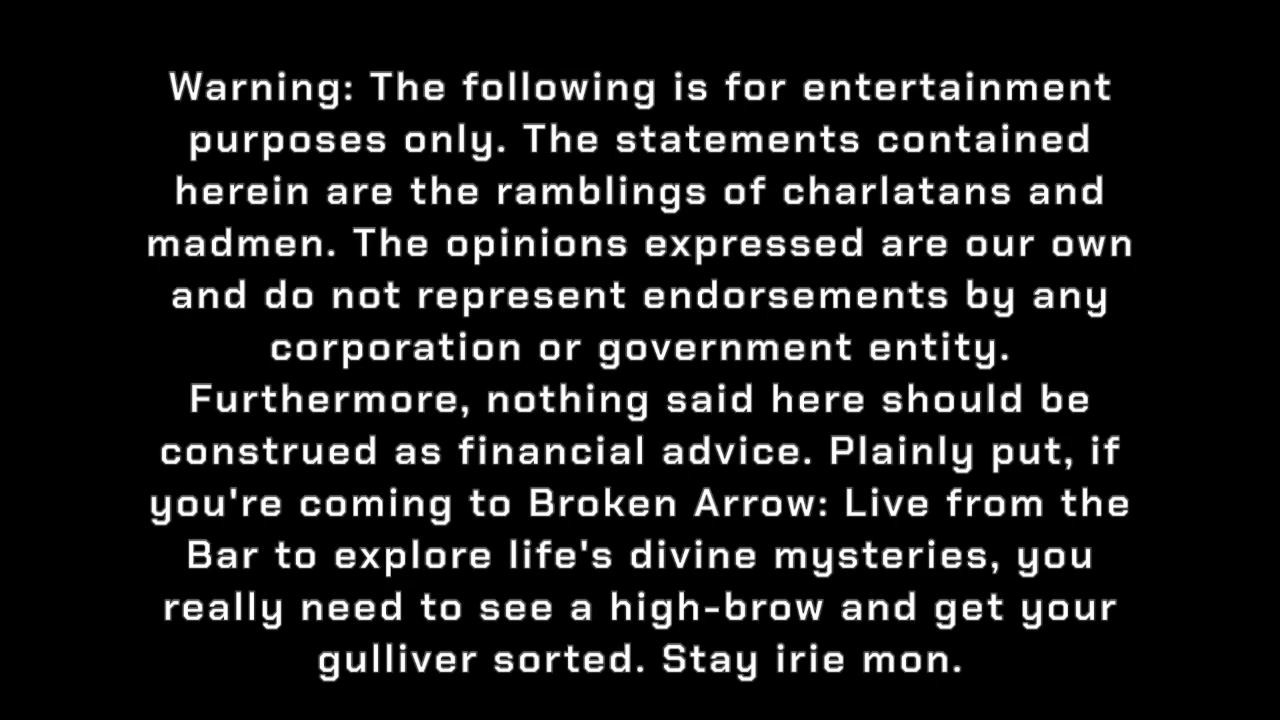 Warning: The following is for entertainment
purposes only. The statements contained
herein are the ramblings of charlatans and
madmen. The opinions expressed are our own
and do not represent endorsements by any
corporation or government entity.
Furthermore, nothing said here should be
construed as financial advice. Plainly put, if
you're coming to Broken Arrow: Live from the
Bar to explore life's divine mysteries, you
really need to see a high-brow and get your
gulliver sorted. Stay irie mon.